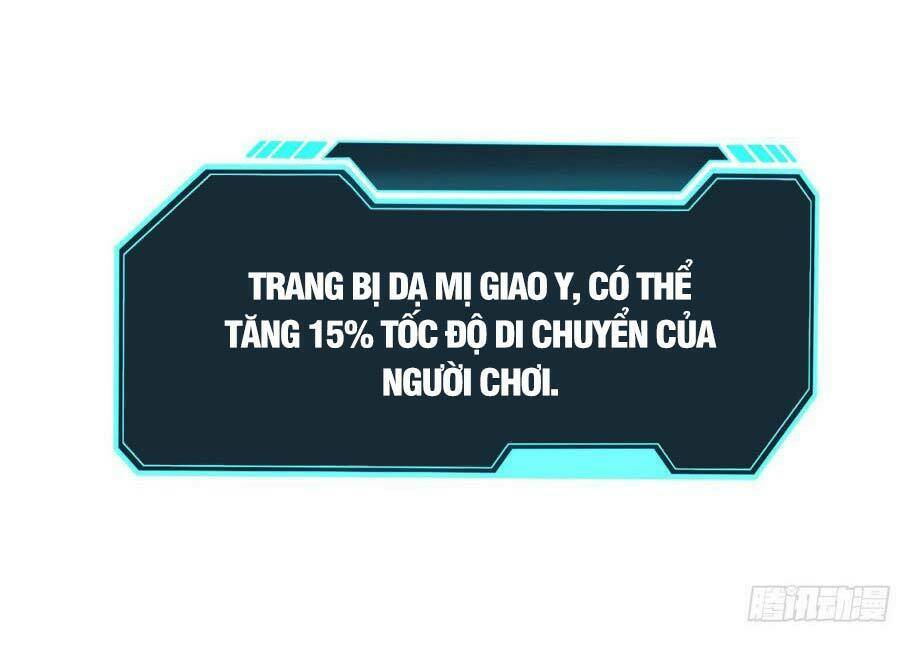 TRANG BỊ DẠ MỊ GIAO Y, CÓ THỂ
TĂNG 15% TỐC ĐỘ DI CHUYỂN CỦA
NGƯỜI CHƠI.
腾讯动漫